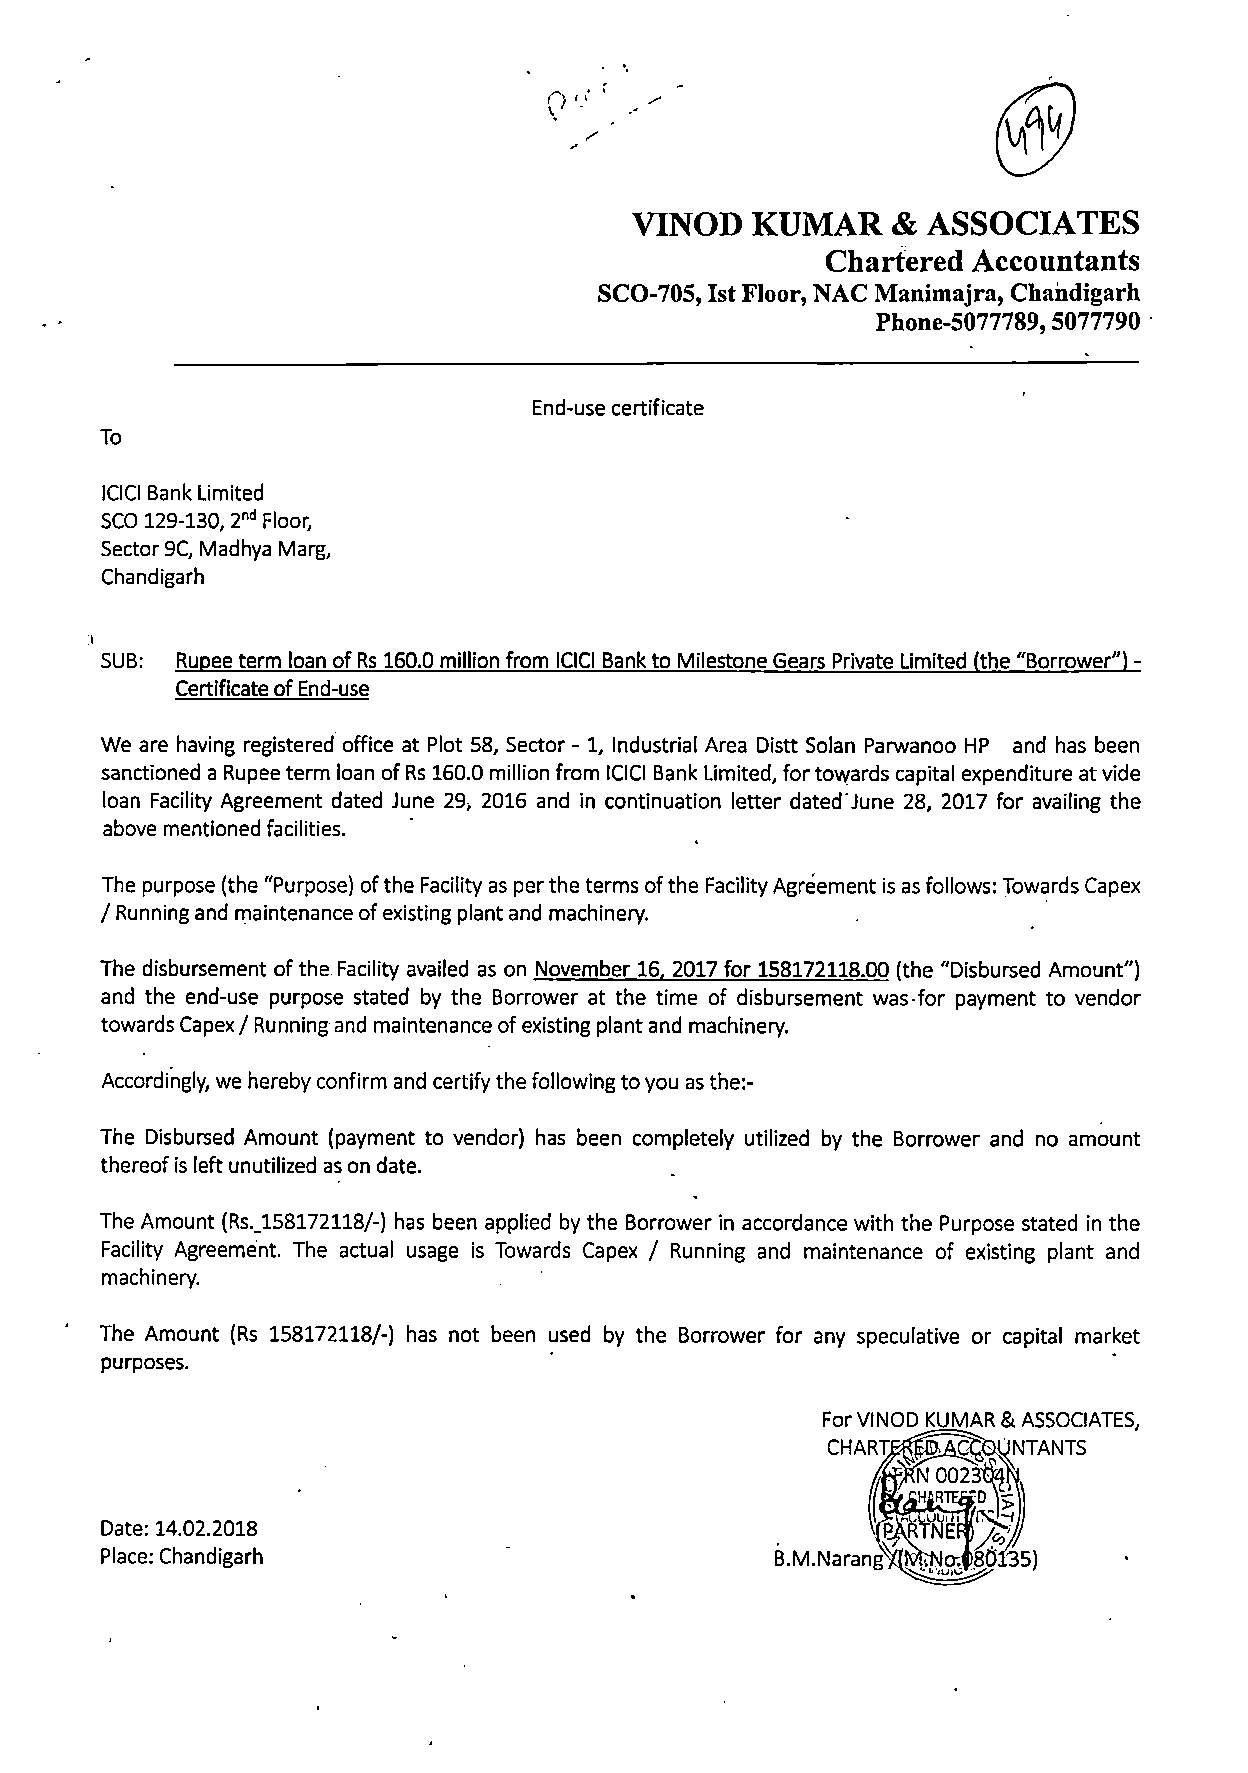 494
VINOD KUMAR & ASSOCIATES
Chartered Accountants
SCO-705, Ist Floor, NAC Manimajra, Chandigarh
Phone-5077789, 5077790
End-use certificate
To
ICICI Bank Limited
SCO 129-130, 2nd Floor,
Sector 9C, Madhya Marg,
Chandigarh
SUB: Rupee term loan of Rs 160.0 million from ICICI Bank to Milestone Gears Private Limited (the "Borrower") -
Certificate of End-use
We are having registered office at Plot 58, Sector - 1, Industrial Area Distt Solan Parwanoo HP and has been
sanctioned a Rupee term loan of Rs 160.0 million from ICICI Bank Limited, for towards capital expenditure at vide
loan Facility Agreement dated June 29, 2016 and in continuation letter dated June 28, 2017 for availing the
above mentioned facilities.
The purpose (the "Purpose) of the Facility as per the terms of the Facility Agreement is as follows: Towards Capex
/ Running and maintenance of existing plant and machinery.
The disbursement of the Facility availed as on November 16, 2017 for 158172118.00 (the "Disbursed Amount")
and the end-use purpose stated by the Borrower at the time of disbursement was for payment to vendor
towards Capex / Running and maintenance of existing plant and machinery.
Accordingly, we hereby confirm and certify the following to you as the:-
The Disbursed Amount (payment to vendor) has been completely utilized by the Borrower and no amount
thereof is left unutilized as on date.
The Amount (Rs._158172118/-) has been applied by the Borrower in accordance with the Purpose stated in the
Facility Agreement. The actual usage is Towards Capex / Running and maintenance of existing plant and
machinery.
The Amount (Rs 158172118/-) has not been used by the Borrower for any speculative or capital market
purposes.
For VINOD KUMAR & ASSOCIATES,
CHARTERED ACCOUNTANTS
FRN 002304N
CHARTERED
(PARTNER)
Date: 14.02.2018
Place: Chandigarh
B.M.Narang (M.No.080135)